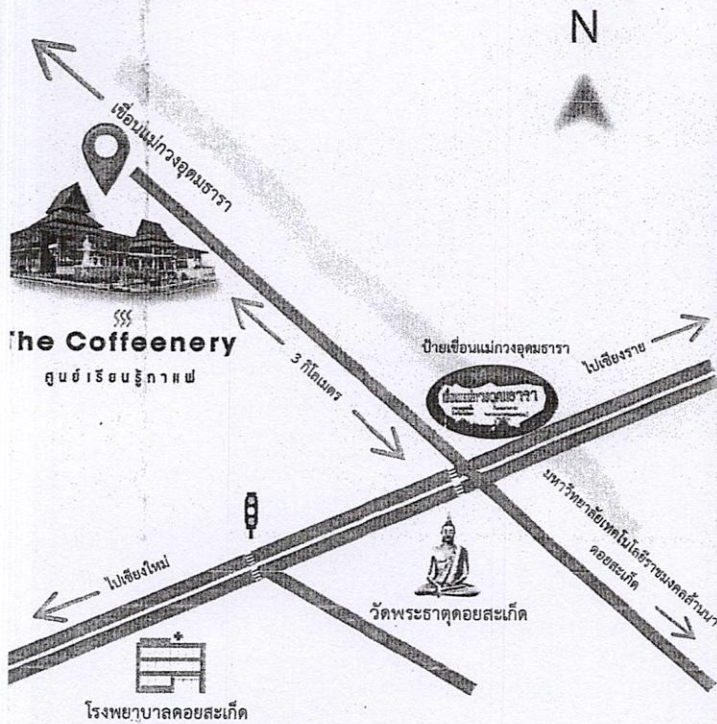 N
เขื่อนแม่กวงอุดมธารา
The Coffeenery
ศูนย์เรียนรู้กาแฟ
3 กิโลเมตร
ป้ายเขื่อนแม่กวงอุดมธารา
ไปเชียงราย
มหาวิทยาลัยเทคโนโลยีราชมงคลล้านนา
ดอยสะเก็ด
ไปเชียงใหม่
วัดพระธาตุดอยสะเก็ด
โรงพยาบาลดอยสะเก็ด